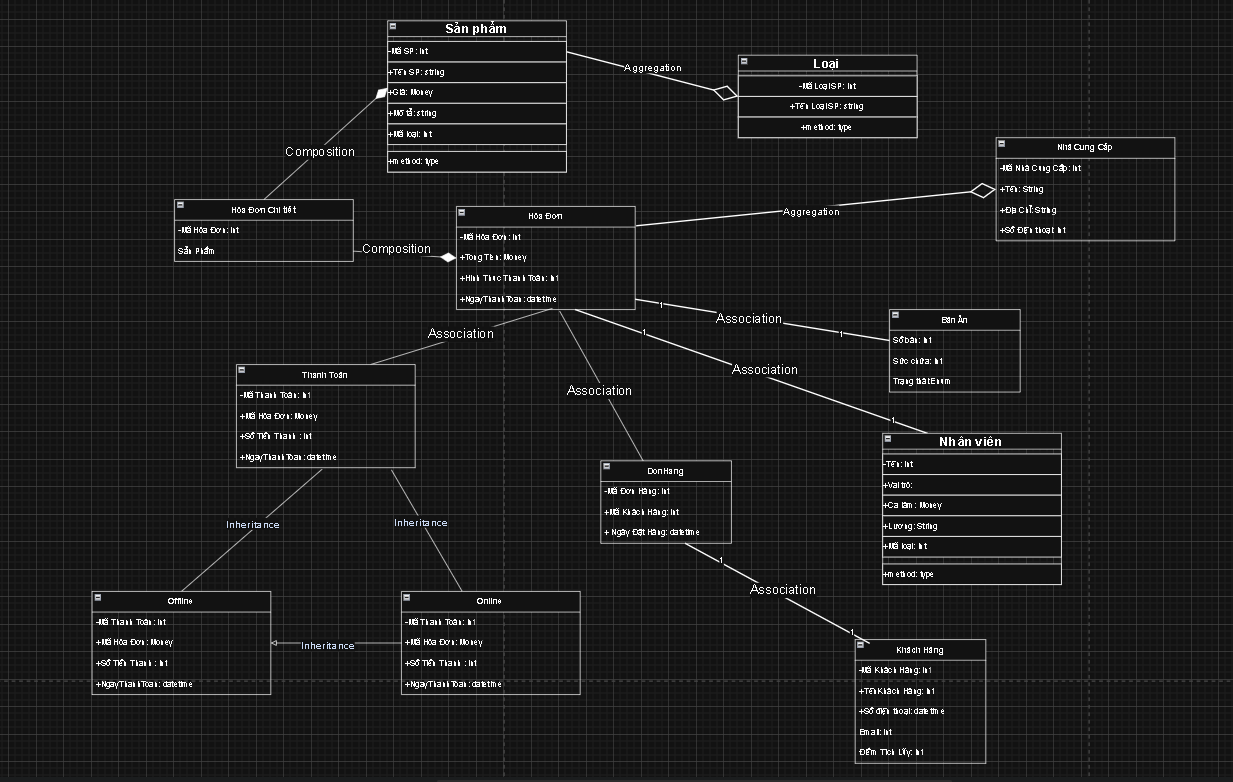 Sản phẩm
-Mã SP: int
+Tên SP: string
+Giá: Money
+Mô tả: string
+Mã loại: int
+method: type
Aggregation
Loại
-Mã Loại SP: int
+Tên Loại SP: string
+method: type
Composition
Nhà Cung Cấp
-Mã Nhà Cung Cấp: int
+Tên: String
+Địa Chỉ: String
+Số Điện thoại: int
Aggregation
Hóa Đơn Chi tiết
-Mã Hóa Đơn: int
Sản Phẩm
Composition
Hóa Đơn
-Mã Hóa Đơn: int
+Tong Tien: Money
+Hình Thức Thanh Toán: int
+NgayThanhToan: datetime
Association
1
Association
1
Bàn Ăn
Số bàn: int
Sức chứa: int
Trạng thái:Enum
1
Association
1
Association
Thanh Toán
-Mã Thanh Toán: int
+Mã Hóa Đơn: Money
+Số Tiền Thanh : int
+NgayThanhToan: datetime
Nhân viên
-Tên: int
+Vai trò:
+Ca làm : Money
+Lương: String
+Mã loại: int
+method: type
DonHang
-Mã Đơn Hàng: int
+Mã Khách Hàng: int
+ Ngày Đặt Hàng: datetime
Inheritance
Inheritance
1
Association
1
Offline
-Mã Thanh Toán: int
+Mã Hóa Đơn: Money
+Số Tiền Thanh : int
+NgayThanhToan: datetime
Inheritance
Online
-Mã Thanh Toán: int
+Mã Hóa Đơn: Money
+Số Tiền Thanh : int
+NgayThanhToan: datetime
Khách Hàng
-Mã Khách Hàng: int
+TênKhách Hàng: int
+Số điện thoại: datetime
Email: int
Điểm Tích Lũy: int